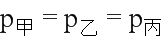 p甲 = p乙 = p丙